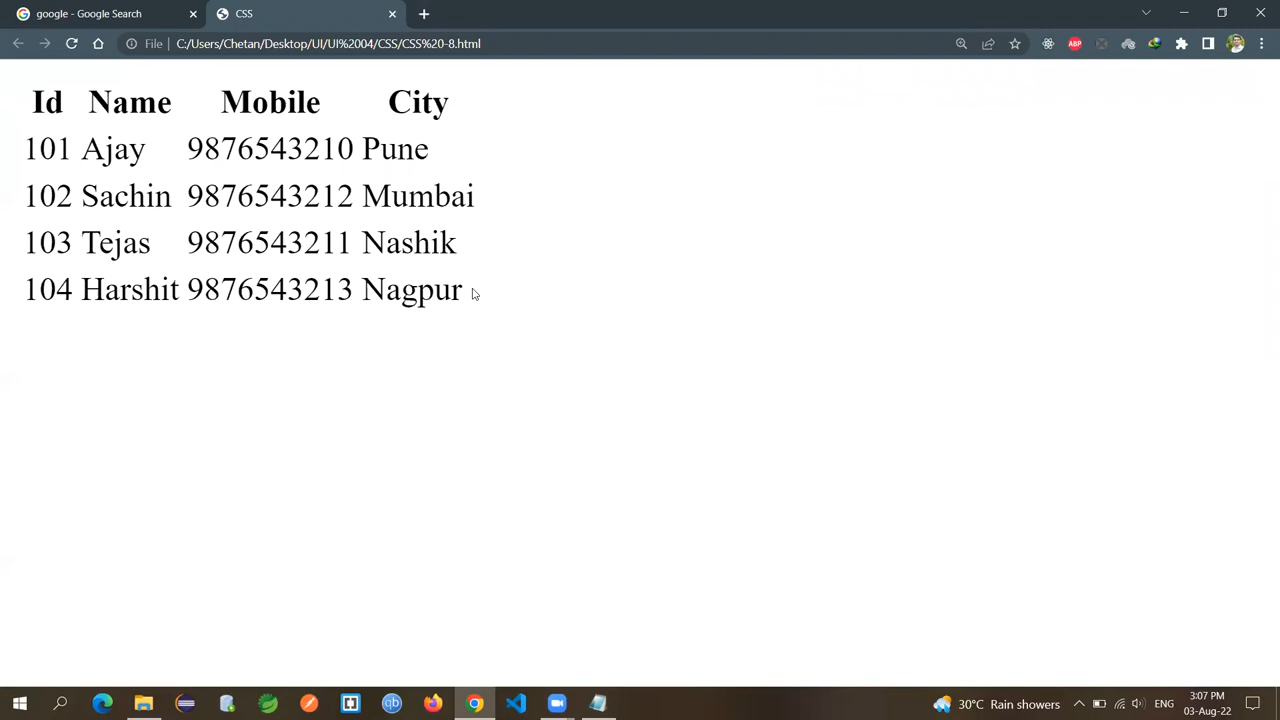 google - Google Search
CSS
File
C:/Users/Chetan/Desktop/UI/UI%2004/CSS/CSS%20-8.html
ABP
Id Name Mobile City
101 Ajay 9876543210 Pune
102 Sachin 9876543212 Mumbai
103 Tejas 9876543211 Nashik
104 Harshit 9876543213 Nagpur
qb
30°C Rain showers
ENG
3:07 PM
03-Aug-22